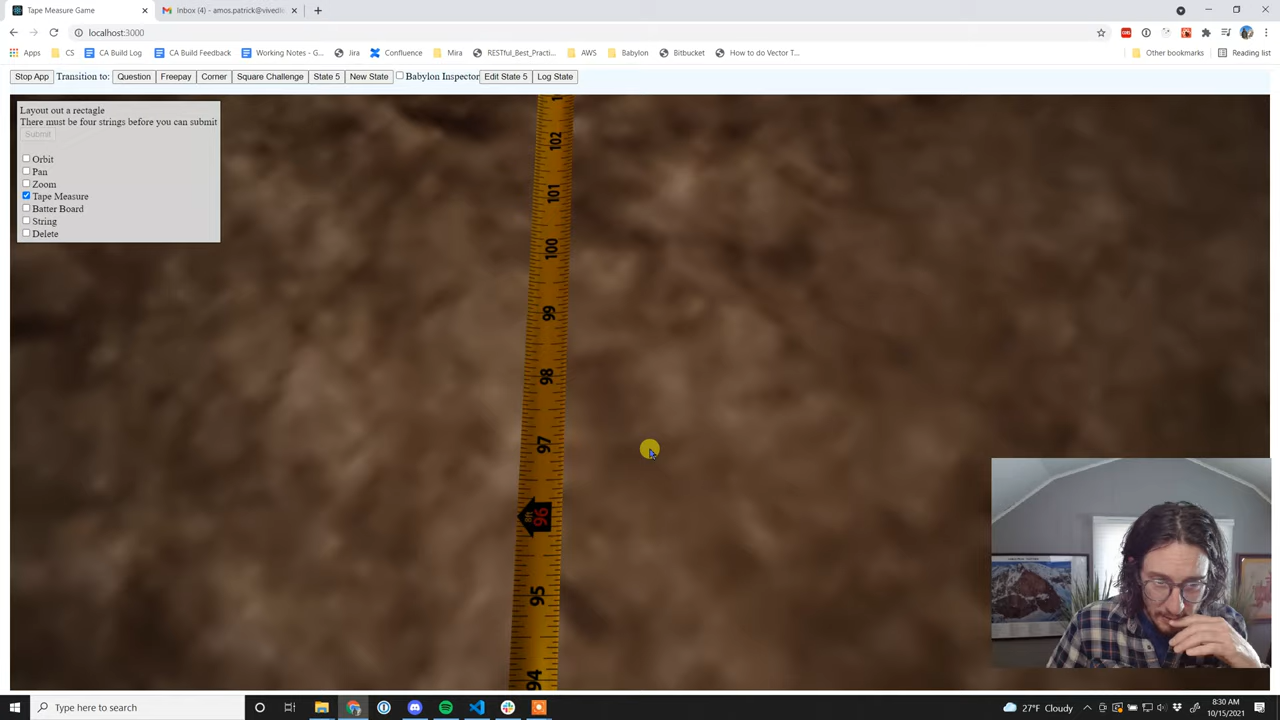 Tape Measure Game
Inbox (4) - amos.patrick@vivedle
localhost:3000
Apps CS CA Build Log CA Build Feedback Working Notes - G... Jira Confluence Mira RESTful_Best_Practi... AWS Babylon Bitbucket How to do Vector T... Other bookmarks Reading list
Stop App Transition to: Question Freepay Corner Square Challenge State 5 New State Babylon Inspector Edit State 5 Log State
Layout out a rectagle
There must be four strings before you can submit
Submit
Orbit
Pan
Zoom
Tape Measure
Batter Board
String
Delete
102
101
100
99
98
97
96
95
94
Type here to search
27°F Cloudy
8:30 AM
10/15/2021